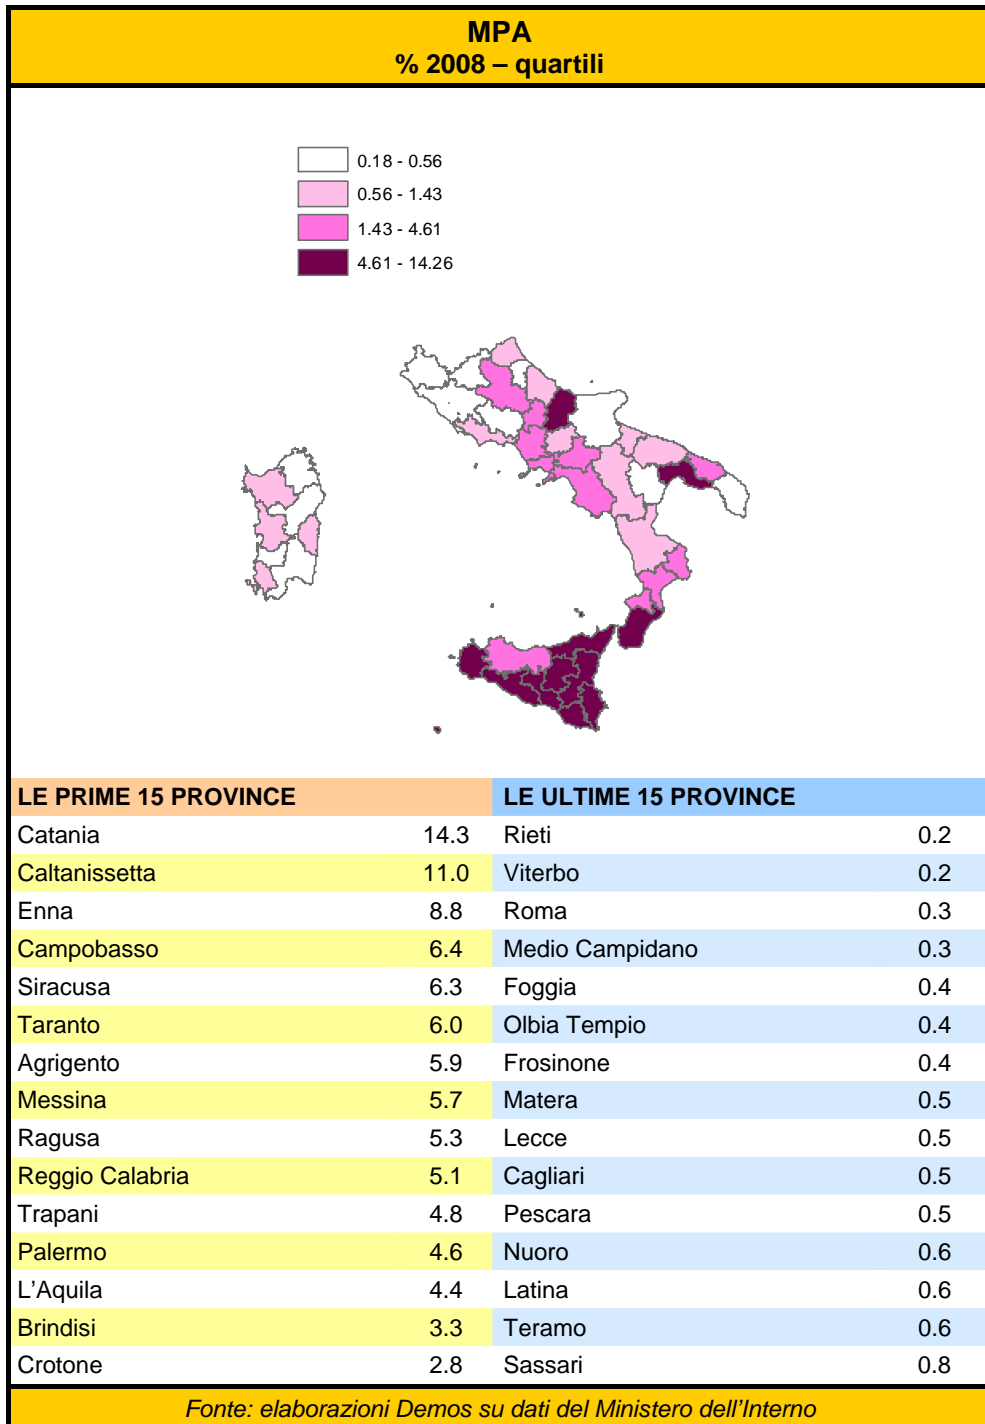 MPA
% 2008 – quartili
0.18 - 0.56
0.56 - 1.43
1.43 - 4.61
4.61 - 14.26
LE PRIME 15 PROVINCE LE ULTIME 15 PROVINCE
Catania 14.3 Rieti 0.2
Caltanissetta 11.0 Viterbo 0.2
Enna 8.8 Roma 0.3
Campobasso 6.4 Medio Campidano 0.3
Siracusa 6.3 Foggia 0.4
Taranto 6.0 Olbia Tempio 0.4
Agrigento 5.9 Frosinone 0.4
Messina 5.7 Matera 0.5
Ragusa 5.3 Lecce 0.5
Reggio Calabria 5.1 Cagliari 0.5
Trapani 4.8 Pescara 0.5
Palermo 4.6 Nuoro 0.6
L’Aquila 4.4 Latina 0.6
Brindisi 3.3 Teramo 0.6
Crotone 2.8 Sassari 0.8
Fonte: elaborazioni Demos su dati del Ministero dell’Interno